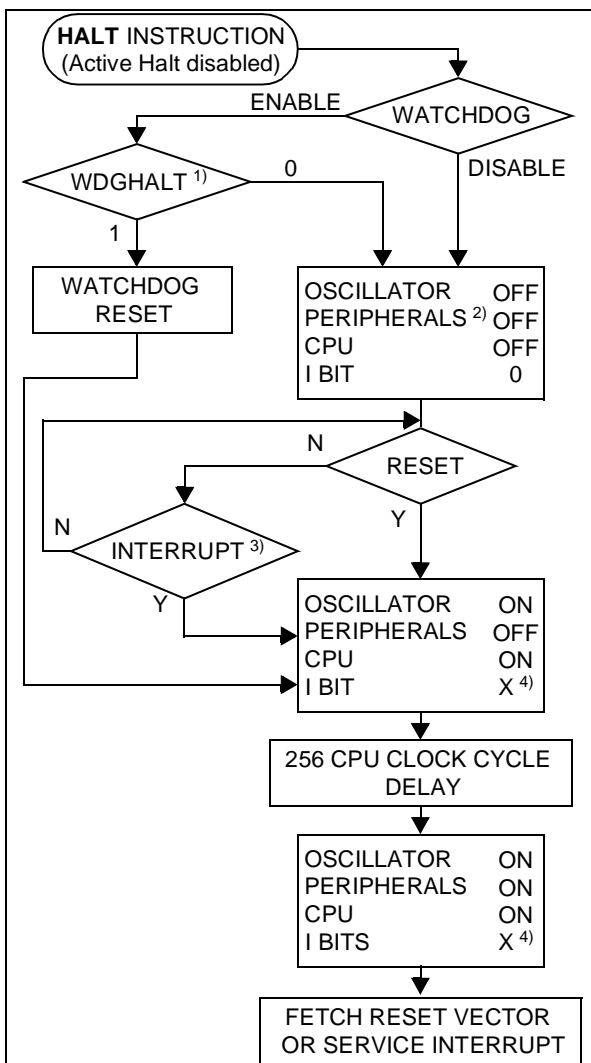 HALT INSTRUCTION
(Active Halt disabled)
ENABLE
WATCHDOG
WDGHALT 1)
0
DISABLE
1
WATCHDOG
RESET
OSCILLATOR OFF
PERIPHERALS 2) OFF
CPU OFF
I BIT 0
N
RESET
N
INTERRUPT 3)
Y
Y
OSCILLATOR ON
PERIPHERALS OFF
CPU ON
I BIT X 4)
256 CPU CLOCK CYCLE
DELAY
OSCILLATOR ON
PERIPHERALS ON
CPU ON
I BITS X 4)
FETCH RESET VECTOR
OR SERVICE INTERRUPT